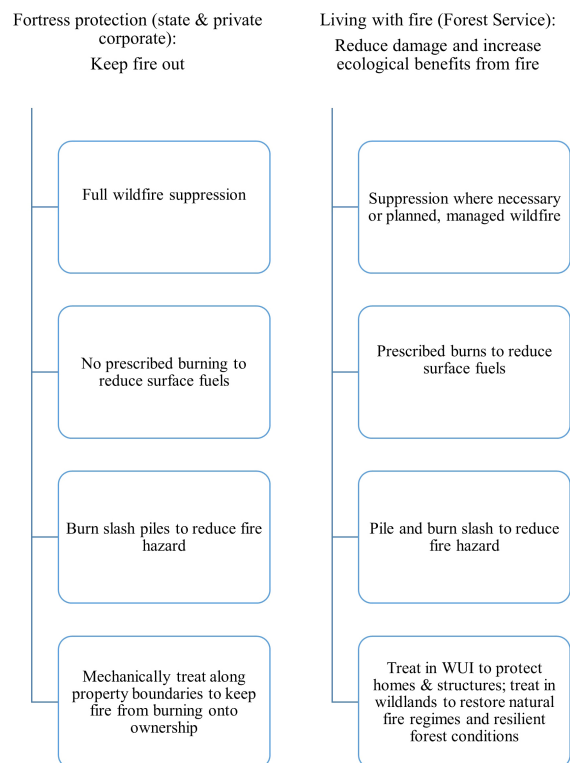 Fortress protection (state & private
corporate):
Keep fire out
Full wildfire suppression
No prescribed burning to
reduce surface fuels
Burn slash piles to reduce fire
hazard
Mechanically treat along
property boundaries to keep
fire from burning onto
ownership
Living with fire (Forest Service):
Reduce damage and increase
ecological benefits from fire
Suppression where necessary
or planned, managed wildfire
Prescribed burns to reduce
surface fuels
Pile and burn slash to reduce
fire hazard
Treat in WUI to protect
homes & structures; treat in
wildlands to restore natural
fire regimes and resilient
forest conditions